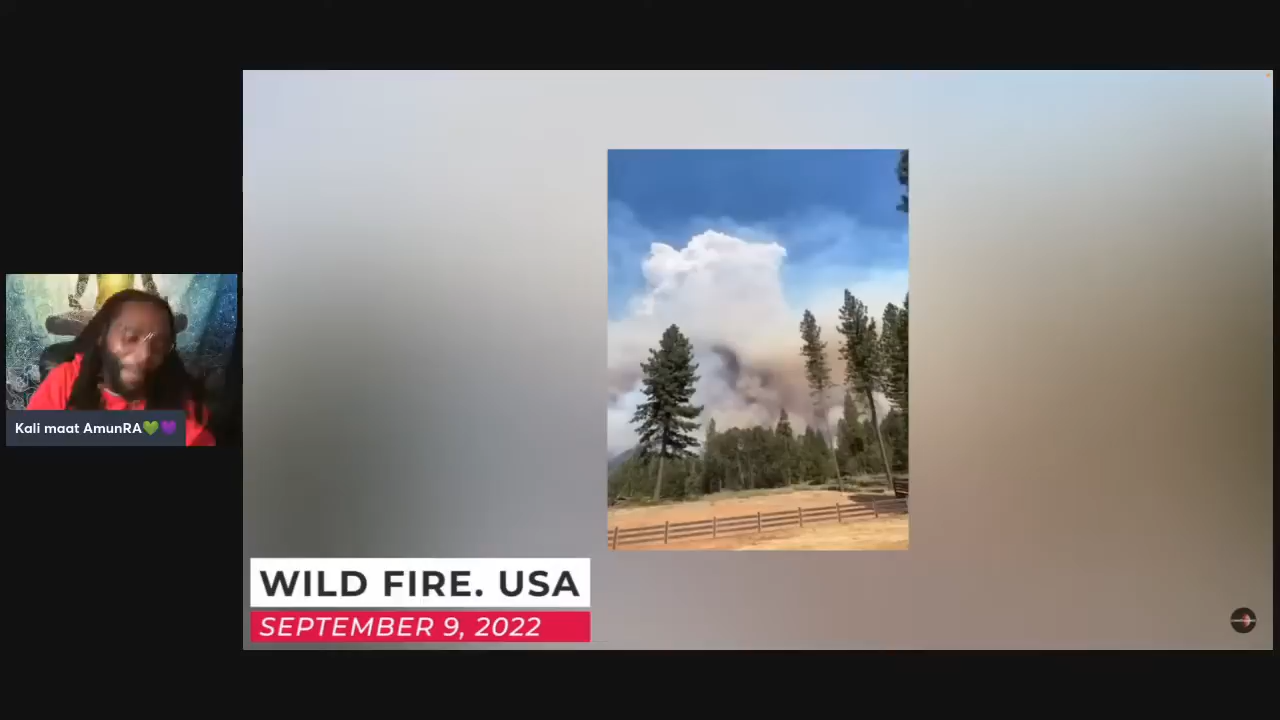 Kali maat AmunRA💚💜
WILD FIRE. USA
SEPTEMBER 9, 2022